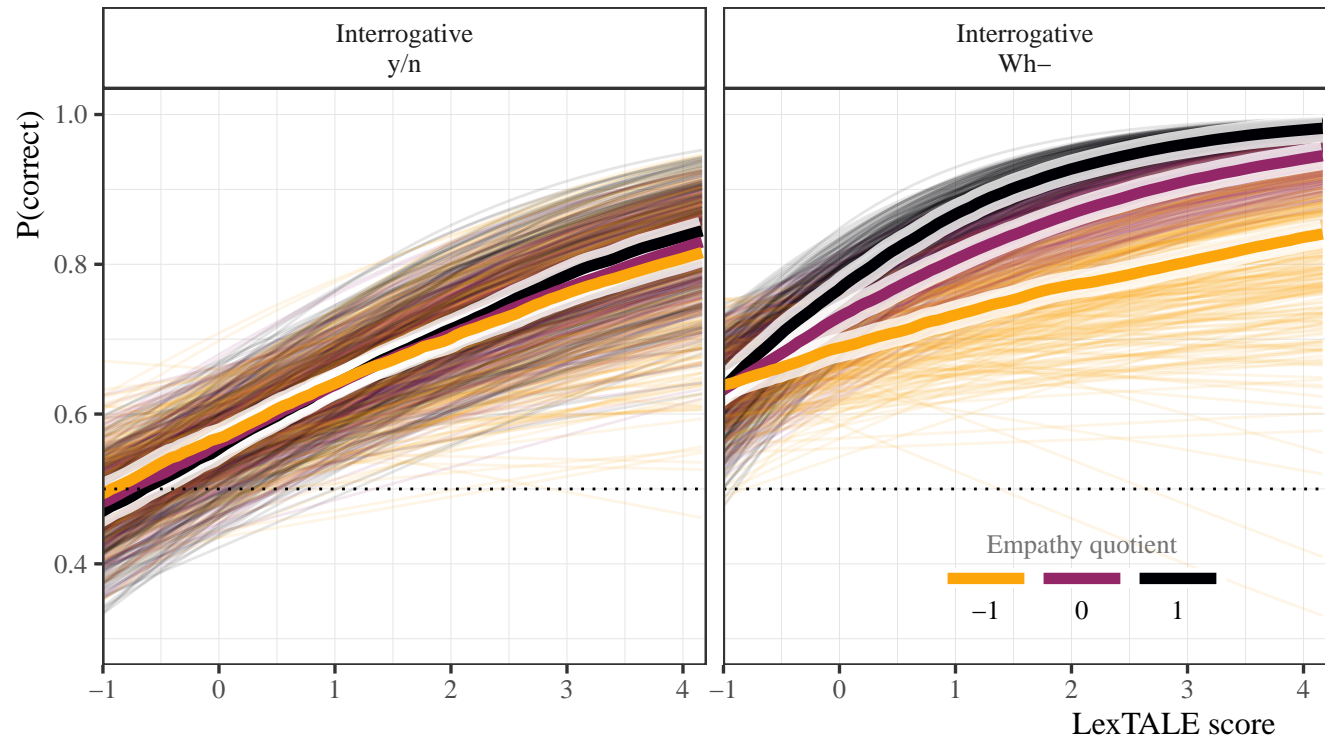 Interrogative
y/n
Interrogative
Wh−
P(correct)
1.0
0.8
0.6
0.4
−1 0 1 2 3 4
−1 0 1 2 3 4
LexTALE score
Empathy quotient
−1 0 1